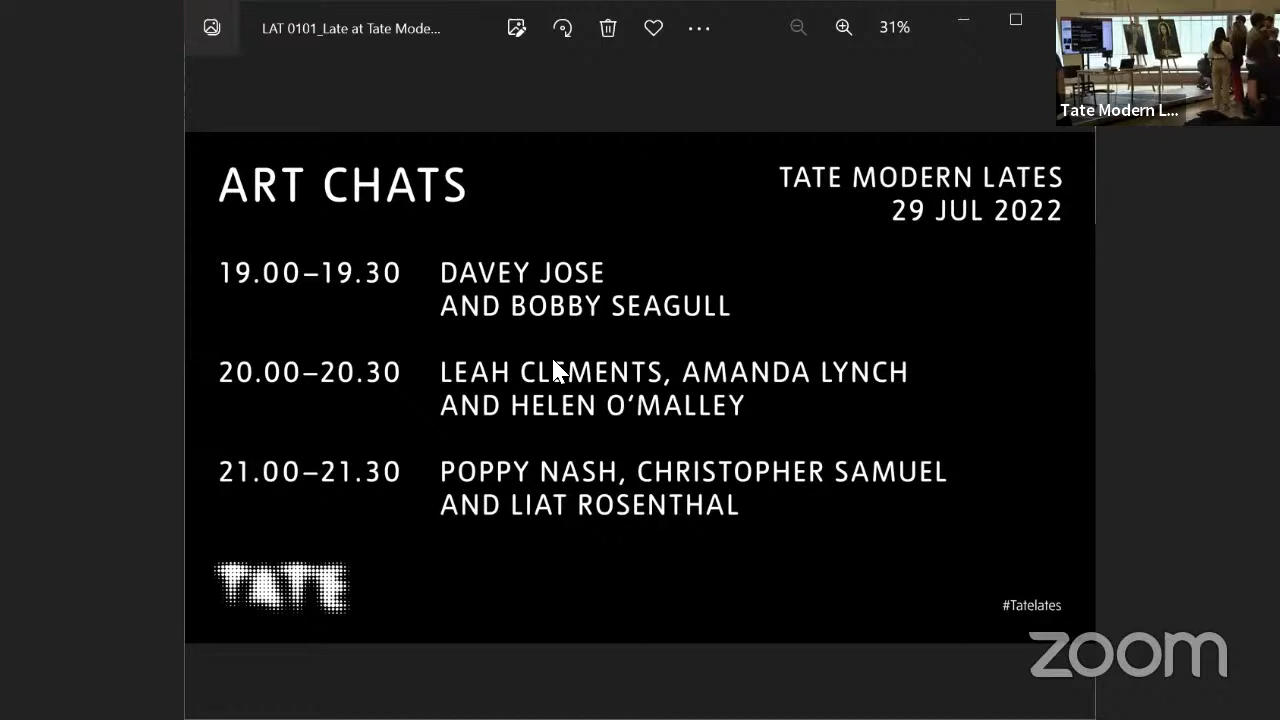 LAT 0101_Late at Tate Mode...
31%
Tate Modern L...
ART CHATS
TATE MODERN LATES
29 JUL 2022
19.00–19.30
DAVEY JOSE
AND BOBBY SEAGULL
20.00–20.30
LEAH CLEMENTS, AMANDA LYNCH
AND HELEN O’MALLEY
21.00–21.30
POPPY NASH, CHRISTOPHER SAMUEL
AND LIAT ROSENTHAL
TATE
#Tatelates
zoom